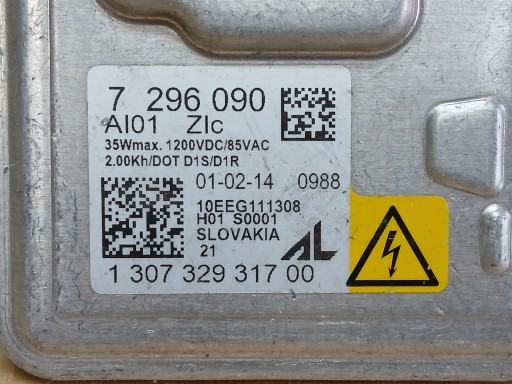 7 296 090
AI01 ZIc
35Wmax. 1200VDC/85VAC
2.00Kh/DOT D1S/D1R
01-02-14 0988
10EEG111308
H01 S0001
SLOVAKIA
21
AL
1 307 329 317 00